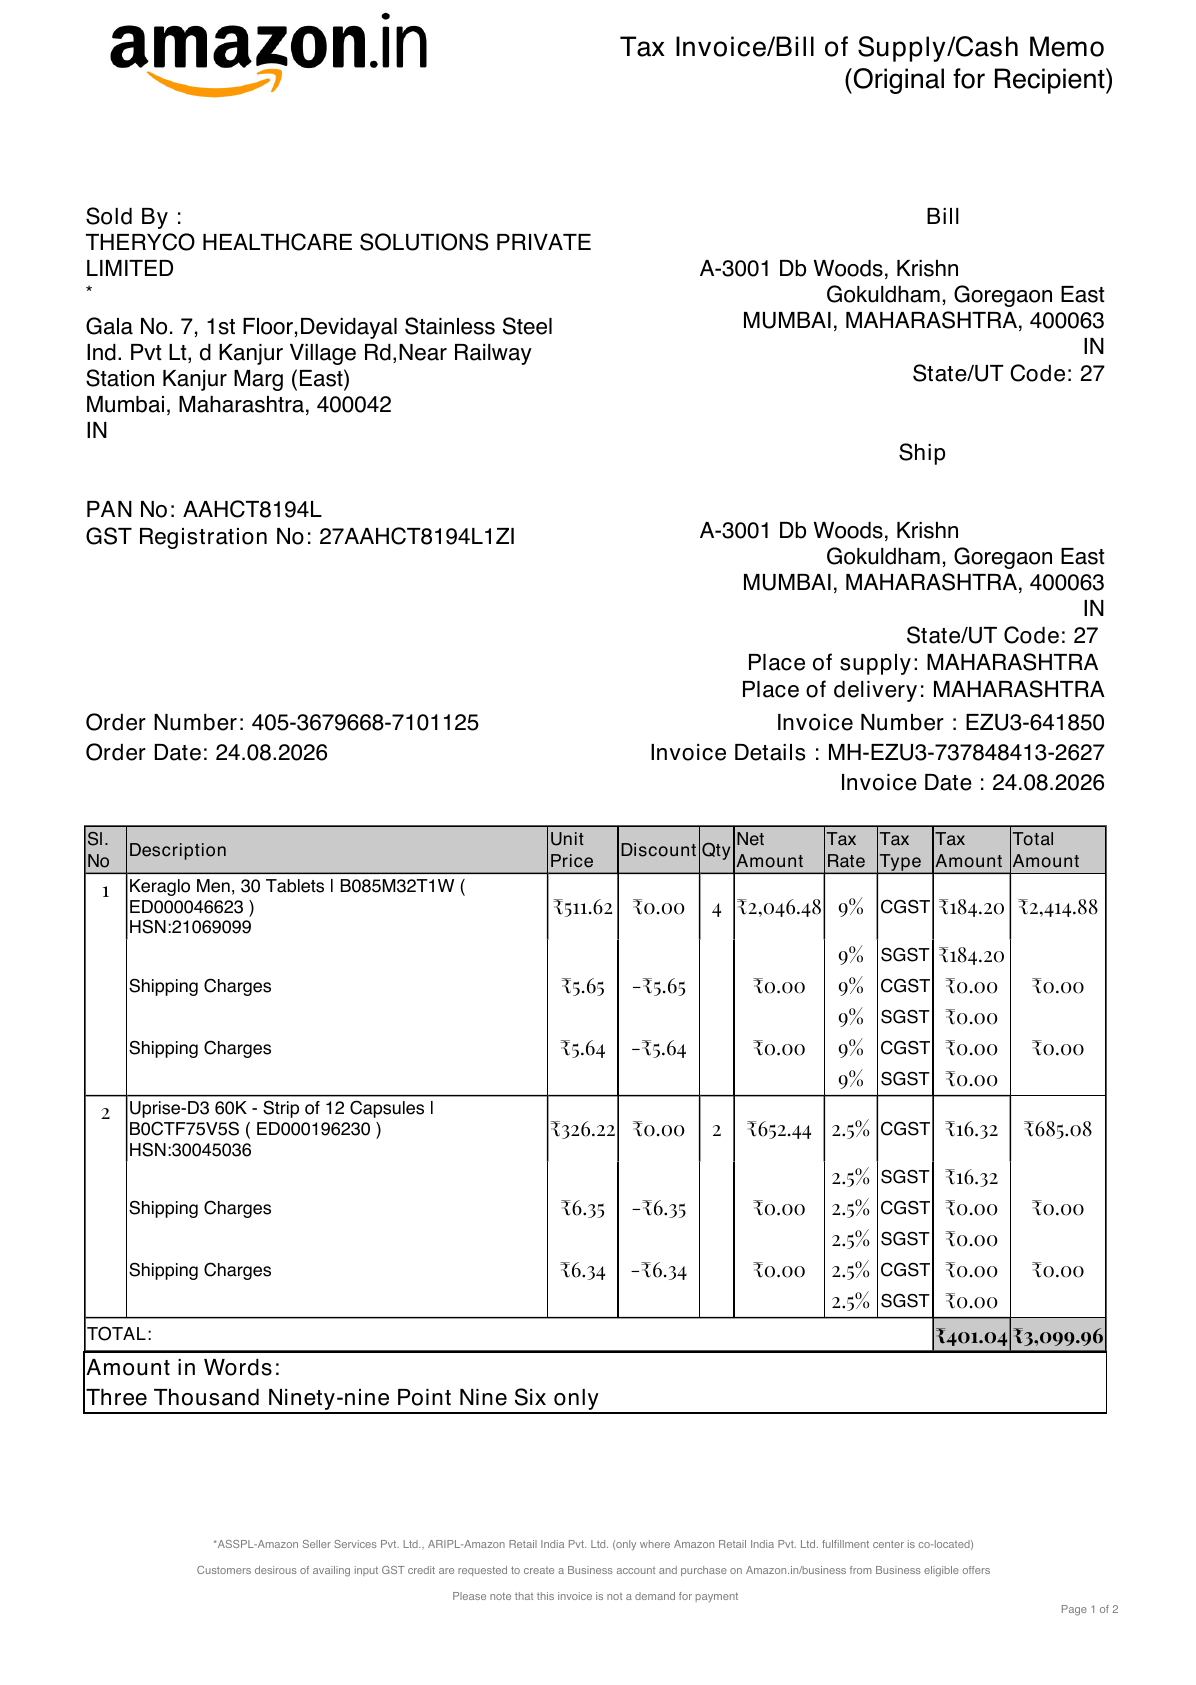 amazon.in
Tax Invoice/Bill of Supply/Cash Memo
(Original for Recipient)
Sold By :
THERYCO HEALTHCARE SOLUTIONS PRIVATE
LIMITED
*
Gala No. 7, 1st Floor,Devidayal Stainless Steel
Ind. Pvt Lt, d Kanjur Village Rd,Near Railway
Station Kanjur Marg (East)
Mumbai, Maharashtra, 400042
IN
PAN No: AAHCT8194L
GST Registration No: 27AAHCT8194L1ZI
Bill
A-3001 Db Woods, Krishn
Gokuldham, Goregaon East
MUMBAI, MAHARASHTRA, 400063
IN
State/UT Code: 27
Ship
A-3001 Db Woods, Krishn
Gokuldham, Goregaon East
MUMBAI, MAHARASHTRA, 400063
IN
State/UT Code: 27
Place of supply: MAHARASHTRA
Place of delivery: MAHARASHTRA
Order Number: 405-3679668-7101125
Order Date: 24.08.2026
Invoice Number : EZU3-641850
Invoice Details : MH-EZU3-737848413-2627
Invoice Date : 24.08.2026
Sl. No Description Unit Price Discount Qty Net Amount Tax Rate Tax Type Tax Amount Total Amount
1 Keraglo Men, 30 Tablets | B085M32T1W (
ED000046623 ) ₹511.62 ₹0.00 4 ₹2,046.48 9% CGST ₹184.20 ₹2,414.88
HSN:21069099
9% SGST ₹184.20
Shipping Charges ₹5.65 -₹5.65 ₹0.00 9% CGST ₹0.00 ₹0.00
9% SGST ₹0.00
Shipping Charges ₹5.64 -₹5.64 ₹0.00 9% CGST ₹0.00 ₹0.00
9% SGST ₹0.00
2 Uprise-D3 60K - Strip of 12 Capsules |
B0CTF75V5S ( ED000196230 ) ₹326.22 ₹0.00 2 ₹652.44 2.5% CGST ₹16.32 ₹685.08
HSN:30045036
2.5% SGST ₹16.32
Shipping Charges ₹6.35 -₹6.35 ₹0.00 2.5% CGST ₹0.00 ₹0.00
2.5% SGST ₹0.00
Shipping Charges ₹6.34 -₹6.34 ₹0.00 2.5% CGST ₹0.00 ₹0.00
2.5% SGST ₹0.00
TOTAL: ₹401.04 ₹3,099.96
Amount in Words:
Three Thousand Ninety-nine Point Nine Six only
*ASSPL-Amazon Seller Services Pvt. Ltd., ARIPL-Amazon Retail India Pvt. Ltd. (only where Amazon Retail India Pvt. Ltd. fulfillment center is co-located)
Customers desirous of availing input GST credit are requested to create a Business account and purchase on Amazon.in/business from Business eligible offers
Please note that this invoice is not a demand for payment
Page 1 of 2